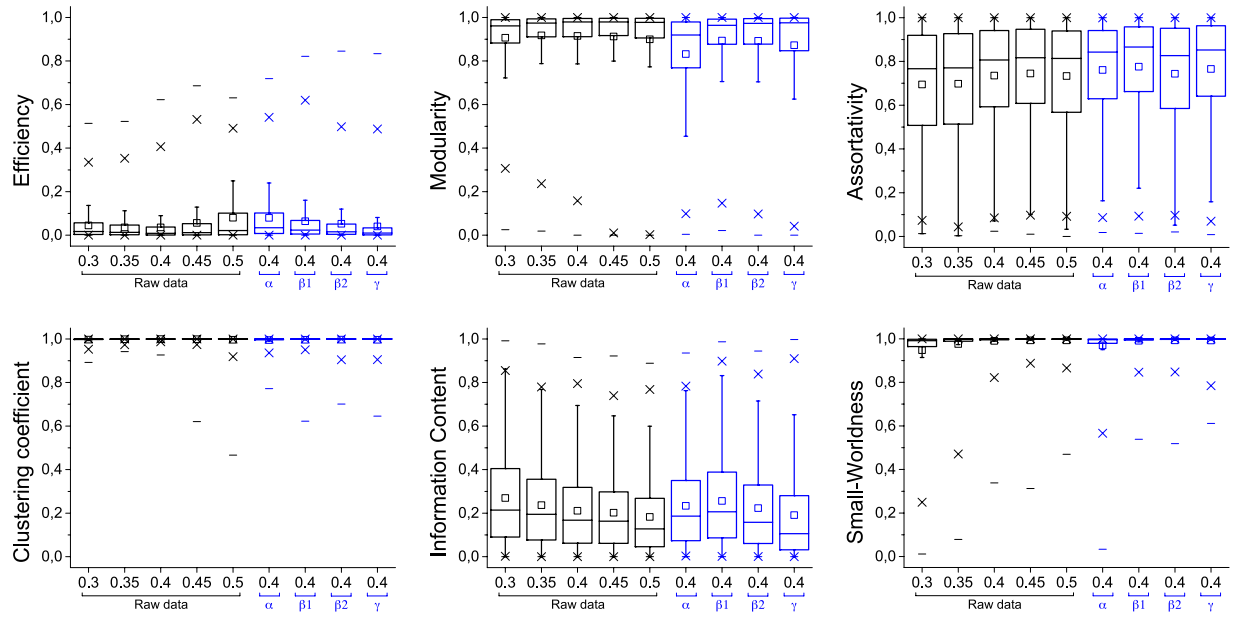 Efficiency
1,0
0,8
0,6
0,4
0,2
0,0
0.3 0.35 0.4 0.45 0.5 0.4 0.4 0.4 0.4
Raw data α β1 β2 γ
Modularity
1,0
0,8
0,6
0,4
0,2
0,0
0.3 0.35 0.4 0.45 0.5 0.4 0.4 0.4 0.4
Raw data α β1 β2 γ
Assortativity
1,0
0,8
0,6
0,4
0,2
0,0
0.3 0.35 0.4 0.45 0.5 0.4 0.4 0.4 0.4
Raw data α β1 β2 γ
Clustering coefficient
1,0
0,8
0,6
0,4
0,2
0,0
0.3 0.35 0.4 0.45 0.5 0.4 0.4 0.4 0.4
Raw data α β1 β2 γ
Information Content
1,0
0,8
0,6
0,4
0,2
0,0
0.3 0.35 0.4 0.45 0.5 0.4 0.4 0.4 0.4
Raw data α β1 β2 γ
Small-Worldness
1,0
0,8
0,6
0,4
0,2
0,0
0.3 0.35 0.4 0.45 0.5 0.4 0.4 0.4 0.4
Raw data α β1 β2 γ